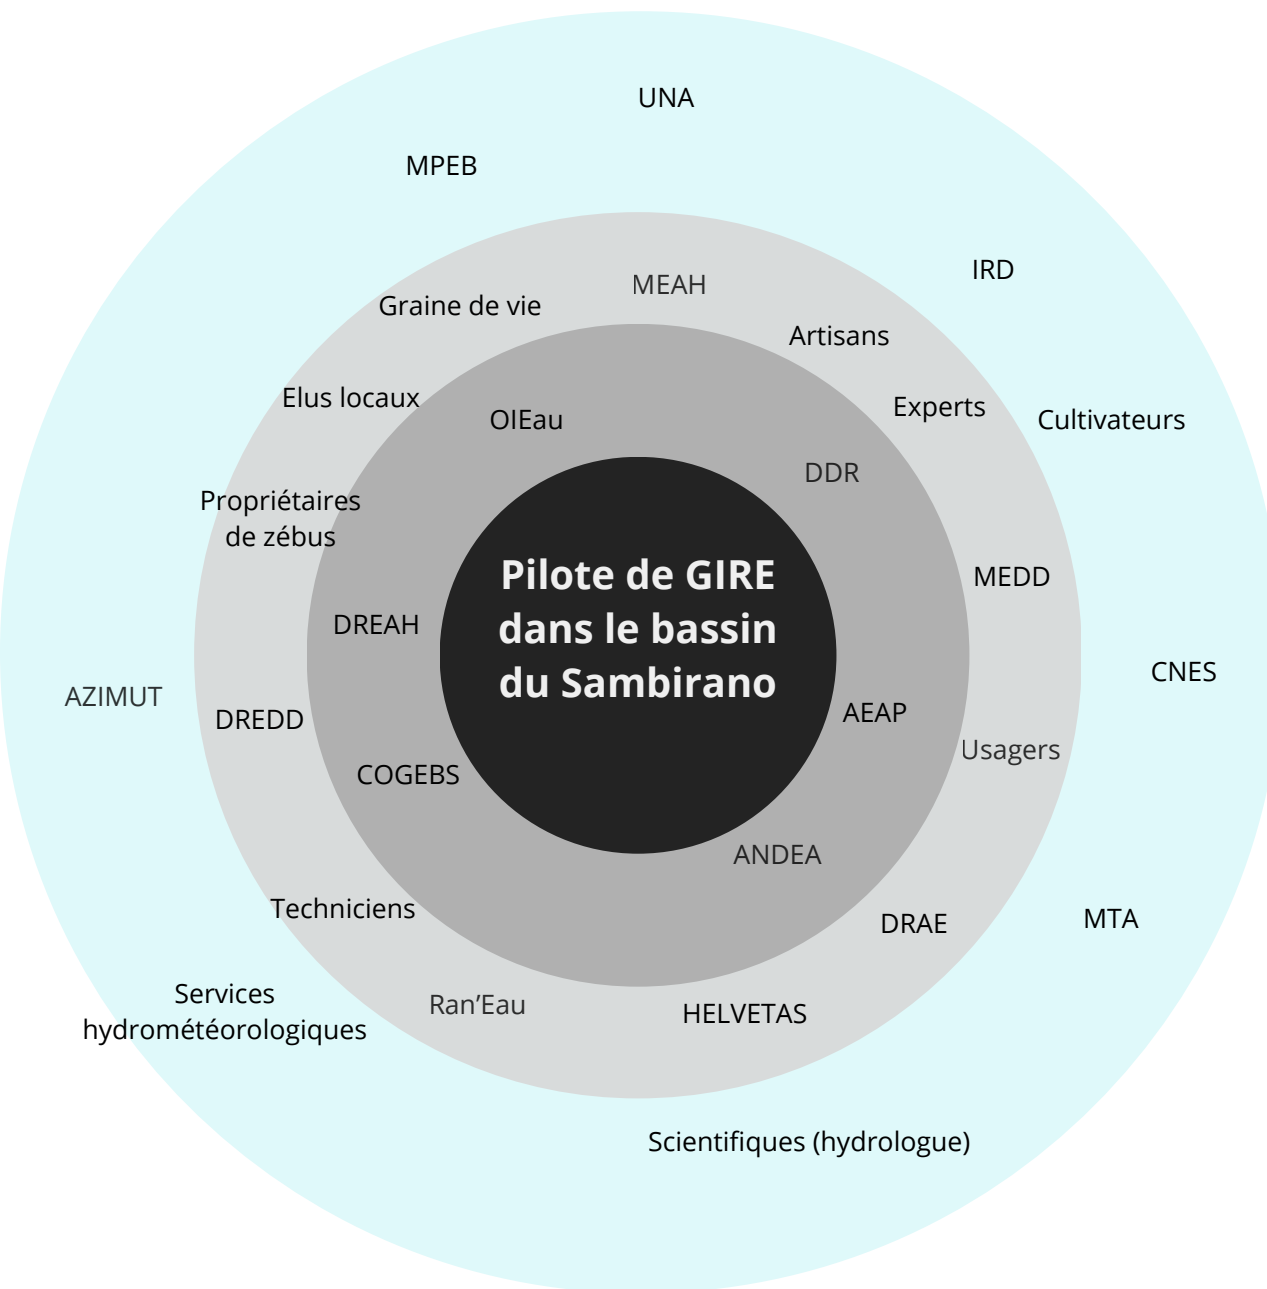 UNA
MPEB
IRD
MEAH
Graine de vie
Artisans
Elus locaux
Experts
OIEau
Cultivateurs
DDR
Propriétaires
de zébus
Pilote de GIRE
dans le bassin
du Sambirano
MEDD
DREAH
CNES
AZIMUT
DREDD
AEAP
Usagers
COGEBS
ANDEA
Techniciens
DRAE
MTA
Services
hydrométéorologiques
Ran’Eau
HELVETAS
Scientifiques (hydrologue)